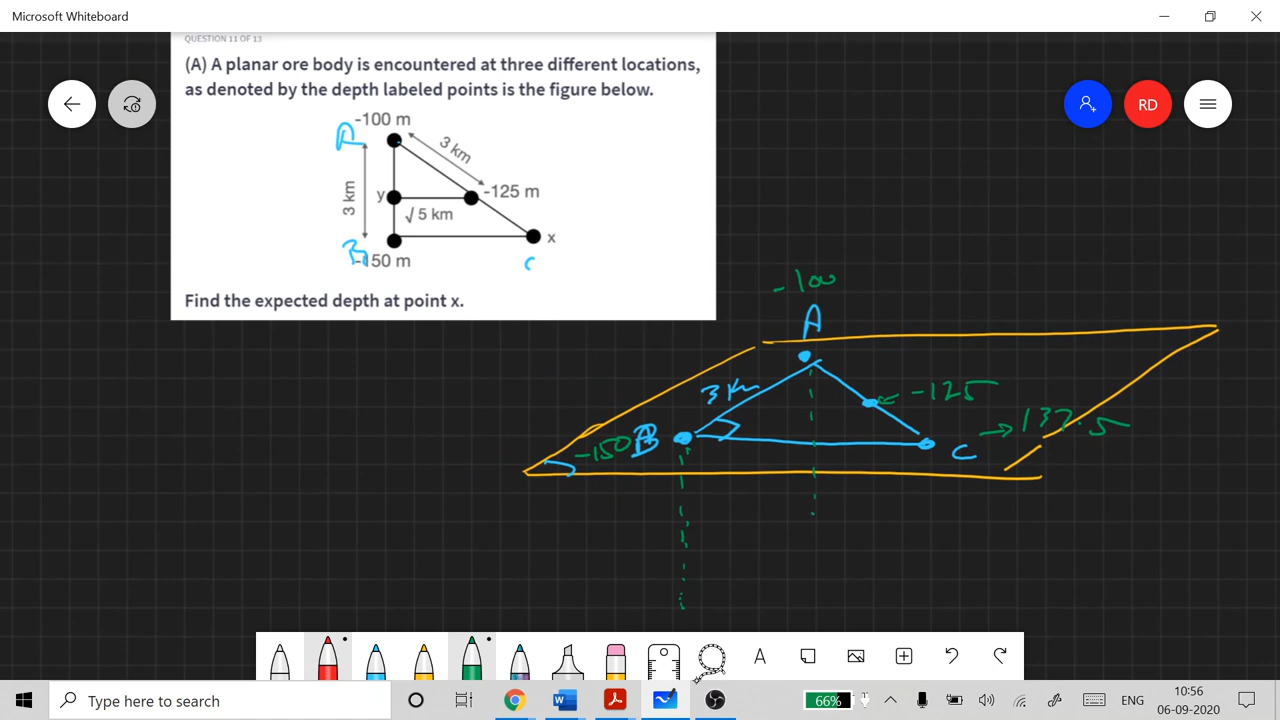 Microsoft Whiteboard
QUESTION 11 OF 13
(A) A planar ore body is encountered at three different locations,
as denoted by the depth labeled points is the figure below.
RD
-100 m
A
3 km
-125 m
3 km
y
√5 km
x
B
-150 m
C
Find the expected depth at point x.
-100
A
3 Km
-125
-150
B
137.5
C
A
Type here to search
66%
ENG
10:56
06-09-2020